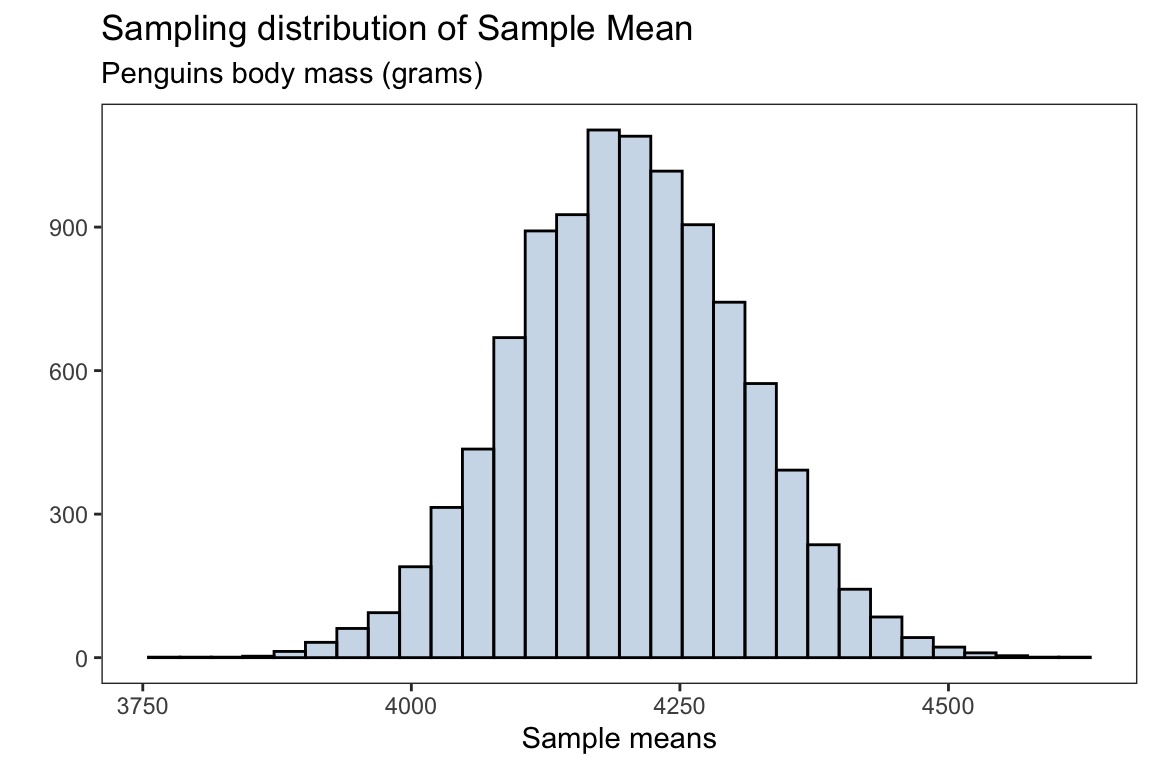 Sampling distribution of Sample Mean
Penguins body mass (grams)
900
600
300
0
3750 4000 4250 4500
Sample means